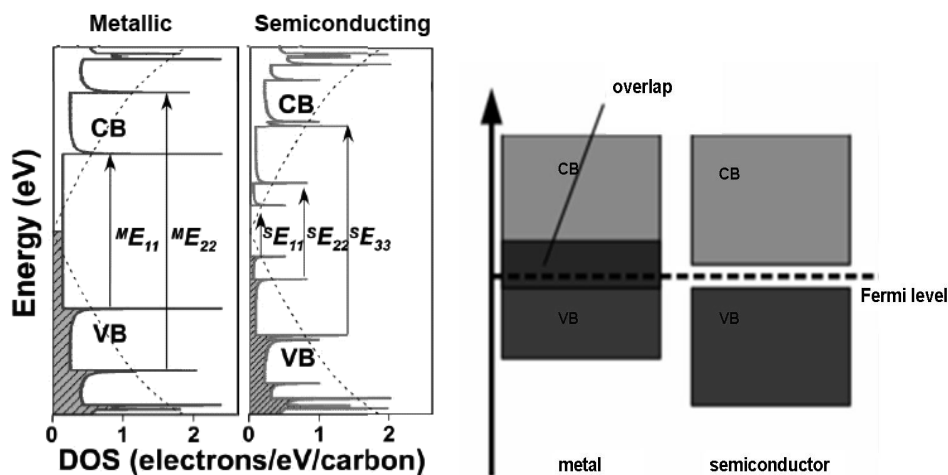 Metallic
Semiconducting
Energy (eV)
CB
ᴹE₁₁ ᴹE₂₂
VB
0 1 2
CB
ˢE₁₁ ˢE₂₂ ˢE₃₃
VB
0 1 2
DOS (electrons/eV/carbon)
overlap
CB
CB
Fermi level
VB
VB
metal
semiconductor